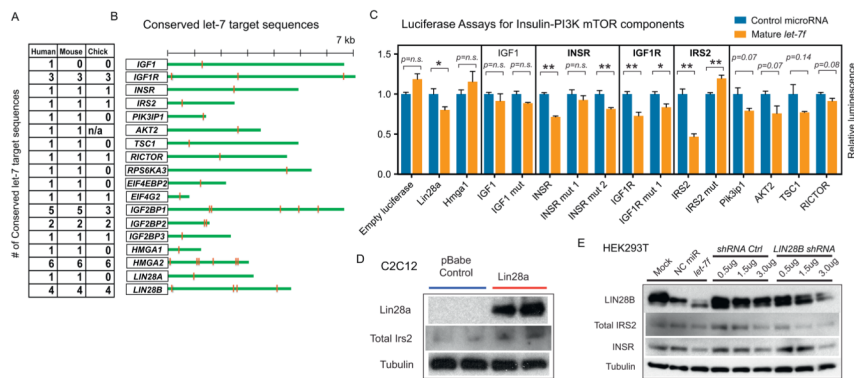 A
B
Conserved let-7 target sequences
7 kb
# of Conserved let-7 target sequences
Human Mouse Chick
1 0 0 IGF1
3 3 3 IGF1R
1 1 1 INSR
1 1 1 IRS2
1 1 0 PIK3IP1
1 1 n/a AKT2
1 1 0 TSC1
1 1 1 RICTOR
1 1 0 RPS6KA3
1 1 0 EIF4EBP2
1 1 0 EIF4G2
5 5 3 IGF2BP1
2 2 2 IGF2BP2
1 1 1 IGF2BP3
1 1 0 HMGA1
6 6 6 HMGA2
1 1 0 LIN28A
4 4 4 LIN28B
C
Luciferase Assays for Insulin-PI3K mTOR components
Control microRNA
Mature let-7f
IGF1 INSR IGF1R IRS2
p=n.s. * p=n.s. p=n.s. p=n.s. ** p=n.s. ** ** * ** ** p=0.07 p=0.07 p=0.14 p=0.08
1.5
1.0
0.5
0.0
Relative luminescence
Empty luciferase
Lin28a
Hmga1
IGF1
IGF1 mut
INSR
INSR mut 1
INSR mut 2
IGF1R
IGF1R mut 1
IRS2
IRS2 mut
Pik3ip1
AKT2
TSC1
RICTOR
D
C2C12
pBabe
Control
Lin28a
Lin28a
Total Irs2
Tubulin
E
HEK293T
shRNA Ctrl LIN28B shRNA
Mock NC miR let-7f 0.5ug 1.5ug 3.0ug 0.5ug 1.5ug 3.0ug
LIN28B
Total IRS2
INSR
Tubulin